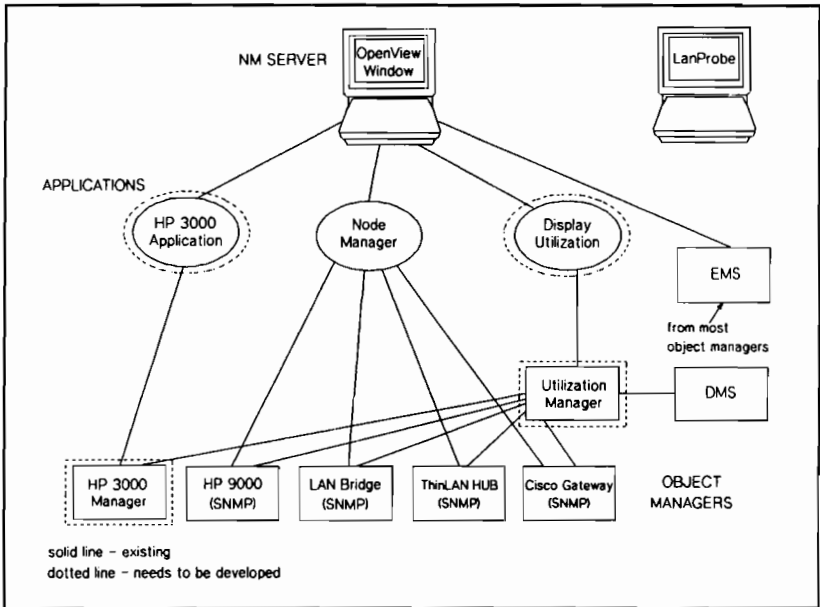 NM SERVER
OpenView
Window
LanProbe
APPLICATIONS
HP 3000
Application
Node
Manager
Display
Utilization
EMS
from most
object managers
Utilization
Manager
DMS
HP 3000
Manager
HP 9000
(SNMP)
LAN Bridge
(SNMP)
ThinLAN HUB
(SNMP)
Cisco Gateway
(SNMP)
OBJECT
MANAGERS
solid line - existing
dotted line - needs to be developed